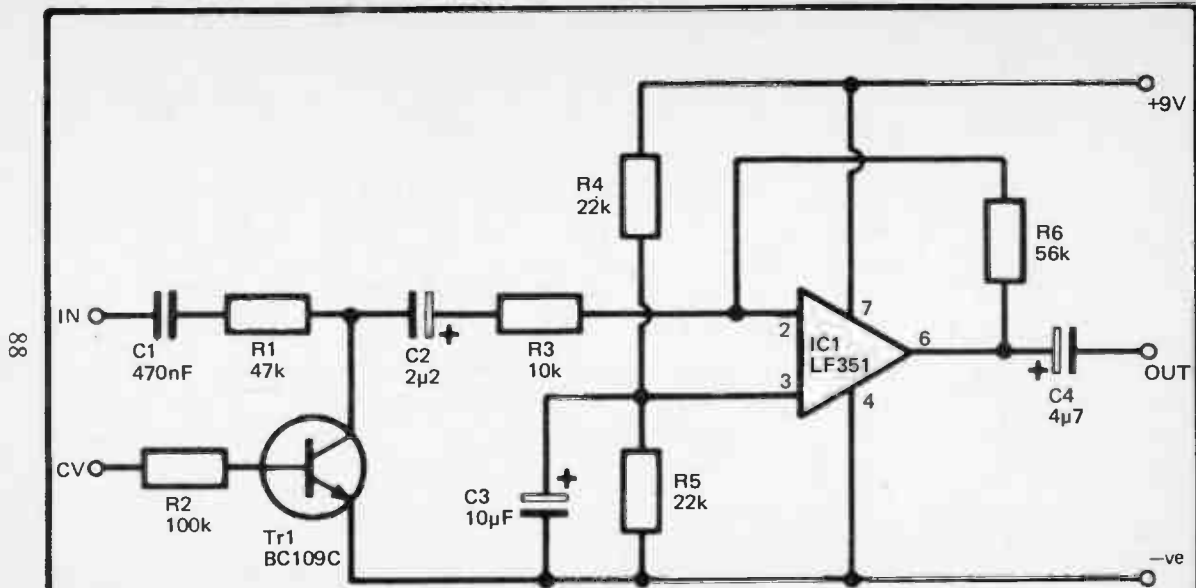 88
+9V
R4
22k
R6
56k
IN
C1
470nF
R1
47k
C2
2µ2
+
R3
10k
2
7
IC1
LF351
6
3
4
+
C4
4µ7
OUT
CV
R2
100k
Tr1
BC109C
C3
10µF
+
R5
22k
−ve